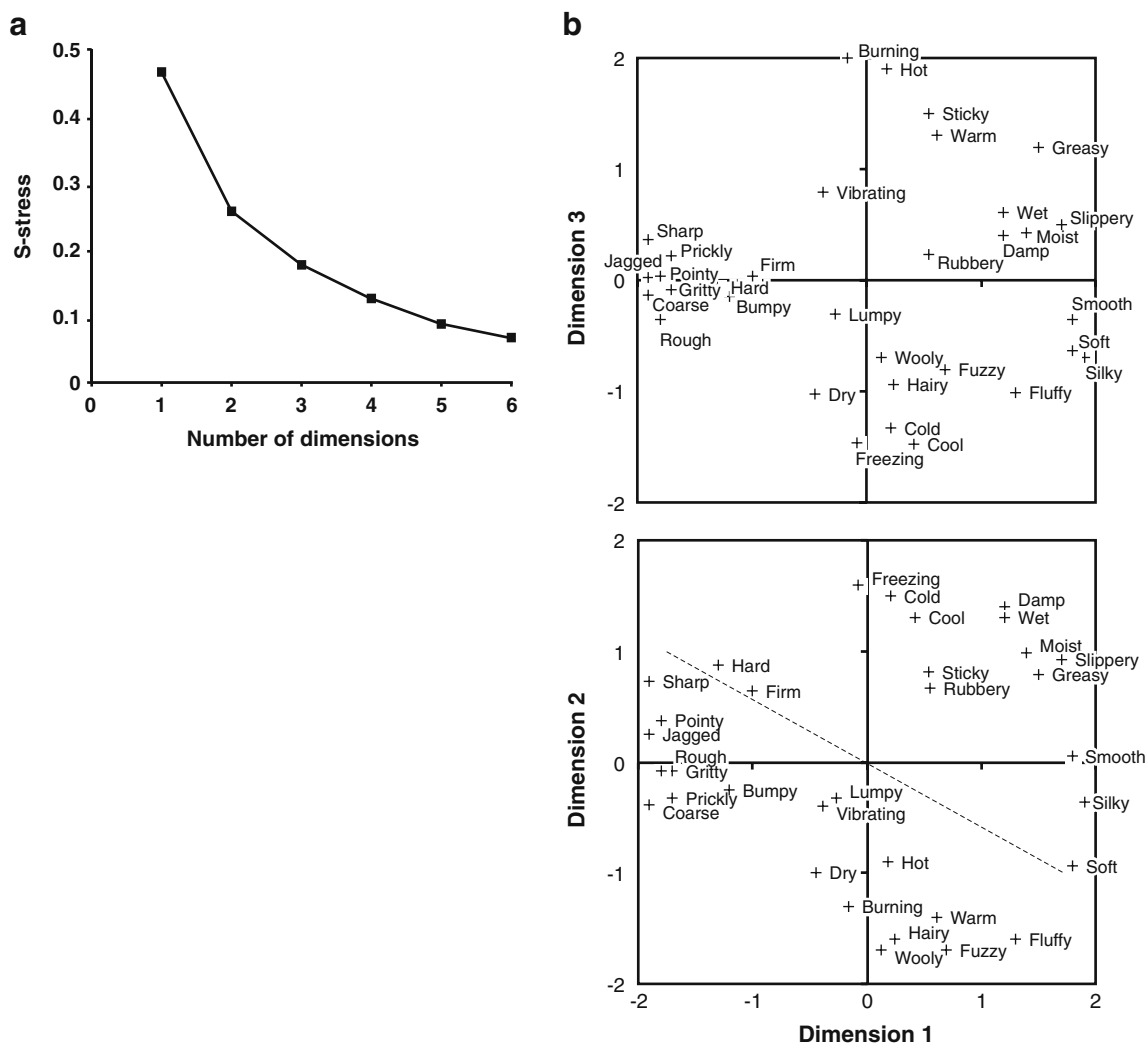 a
0.5
0.4
0.3
0.2
0.1
0
S-stress
0 1 2 3 4 5 6
Number of dimensions
b
2
1
0
-1
-2
Dimension 3
Burning
Hot
Sticky
Warm
Greasy
Vibrating
Wet
Slippery
Sharp
Moist
Prickly
Damp
Jagged
Pointy
Firm
Rubbery
Gritty
Hard
Coarse
Bumpy
Smooth
Lumpy
Rough
Soft
Wooly
Silky
Fuzzy
Hairy
Dry
Fluffy
Cold
Cool
Freezing
2
1
0
-1
-2
Dimension 2
Freezing
Cold
Damp
Cool
Wet
Moist
Hard
Slippery
Sharp
Firm
Sticky
Greasy
Rubbery
Pointy
Jagged
Rough
Smooth
Gritty
Bumpy
Lumpy
Prickly
Silky
Coarse
Vibrating
Hot
Soft
Dry
Burning
Warm
Hairy
Fluffy
Wooly
Fuzzy
-2 -1 0 1 2
Dimension 1